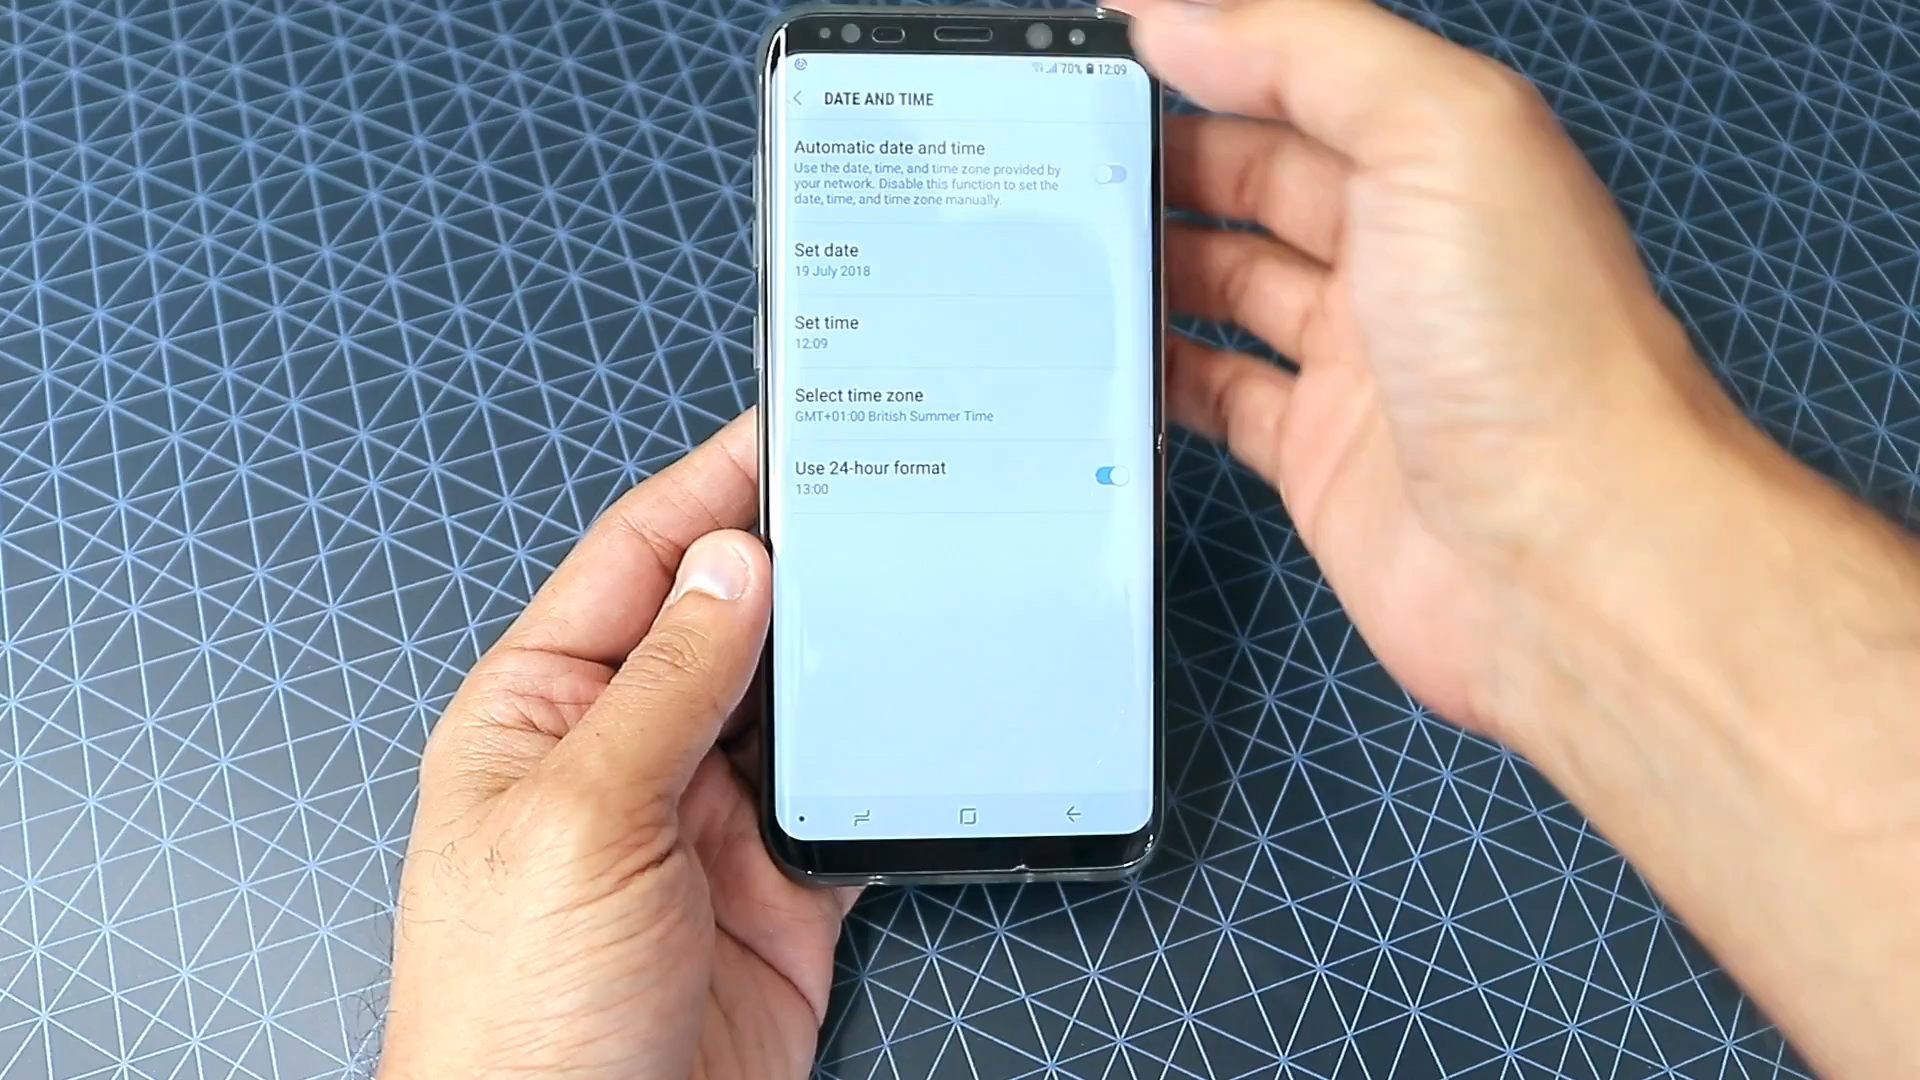 70% 12:09
DATE AND TIME
Automatic date and time
Use the date, time, and time zone provided by
your network. Disable this function to set the
date, time, and time zone manually.
Set date
19 July 2018
Set time
12:09
Select time zone
GMT+01:00 British Summer Time
Use 24-hour format
13:00